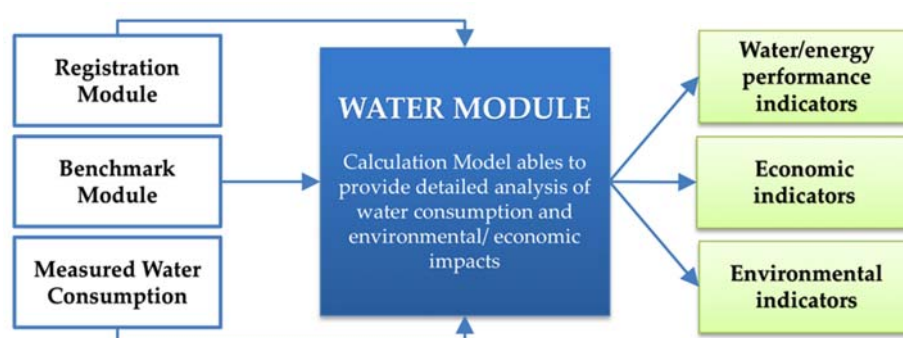 Registration
Module
Benchmark
Module
Measured Water
Consumption
WATER MODULE
Calculation Model ables to
provide detailed analysis of
water consumption and
environmental/ economic
impacts
Water/energy
performance
indicators
Economic
indicators
Environmental
indicators